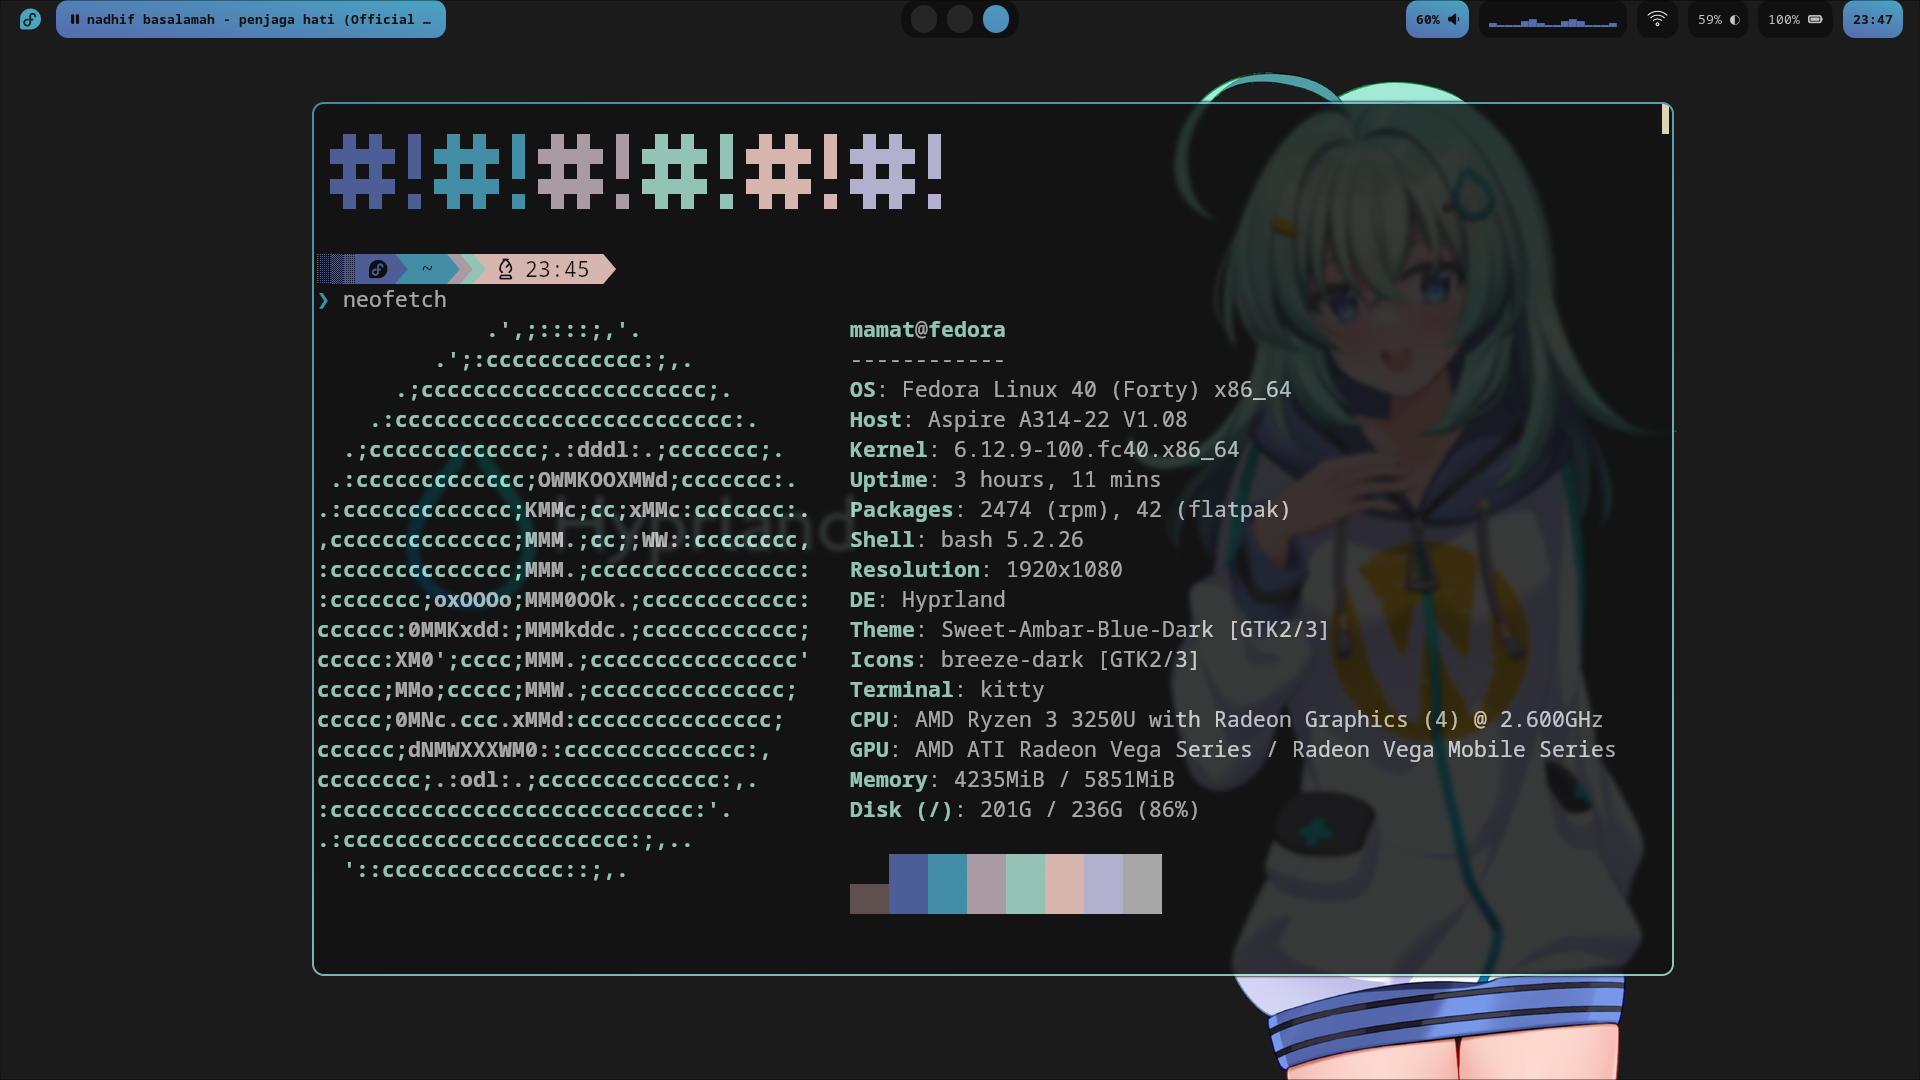 nadhif basalamah - penjaga hati (Official …
60%
59%
100%
23:47
#!#!#!#!#!#!
~
23:45
❯ neofetch
.',;::::;,'.
.';:cccccccccccc:;,.
.;cccccccccccccccccccccc;.
.:cccccccccccccccccccccccccc:.
.;ccccccccccccc;.:dddl:.;ccccccc;.
.:ccccccccccccc;OWMKOOXMWd;ccccccc:.
.:ccccccccccccc;KMMc;cc;xMMc:ccccccc:.
,cccccccccccccc;MMM.;cc;;WW::cccccccc,
:cccccccccccccc;MMM.;cccccccccccccccc:
:ccccccc;oxOOOo;MMM0OOk.;cccccccccccc:
cccccc:0MMKxdd:;MMMkddc.;cccccccccccc;
ccccc:XM0';cccc;MMM.;cccccccccccccccc'
ccccc;MMo;ccccc;MMW.;ccccccccccccccc;
ccccc;0MNc.ccc.xMMd:ccccccccccccccc;
cccccc;dNMWXXXWM0::cccccccccccccc:,
cccccccc;.:odl:.;cccccccccccccc:,.
:cccccccccccccccccccccccccccc:'.
.:cccccccccccccccccccccc:;,..
'::cccccccccccccc::;,.
mamat@fedora
------------
OS: Fedora Linux 40 (Forty) x86_64
Host: Aspire A314-22 V1.08
Kernel: 6.12.9-100.fc40.x86_64
Uptime: 3 hours, 11 mins
Packages: 2474 (rpm), 42 (flatpak)
Shell: bash 5.2.26
Resolution: 1920x1080
DE: Hyprland
Theme: Sweet-Ambar-Blue-Dark [GTK2/3]
Icons: breeze-dark [GTK2/3]
Terminal: kitty
CPU: AMD Ryzen 3 3250U with Radeon Graphics (4) @ 2.600GHz
GPU: AMD ATI Radeon Vega Series / Radeon Vega Mobile Series
Memory: 4235MiB / 5851MiB
Disk (/): 201G / 236G (86%)
Hyprland